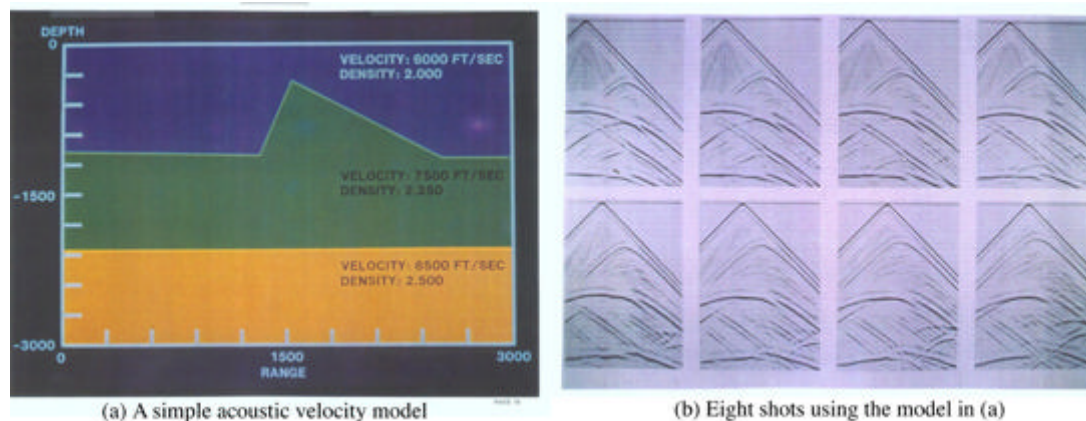 DEPTH
0
VELOCITY: 6000 FT/SEC
DENSITY: 2.000
VELOCITY: 7500 FT/SEC
DENSITY: 2.250
-1500
VELOCITY: 8500 FT/SEC
DENSITY: 2.500
-3000
0
1500
3000
RANGE
(a) A simple acoustic velocity model
(b) Eight shots using the model in (a)